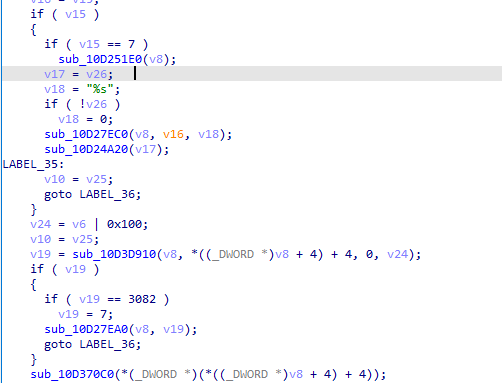 if ( v15 )
{
if ( v15 == 7 )
sub_10D251E0(v8);
v17 = v26;
v18 = "%s";
if ( !v26 )
v18 = 0;
sub_10D27EC0(v8, v16, v18);
sub_10D24A20(v17);
LABEL_35:
v10 = v25;
goto LABEL_36;
}
v24 = v6 | 0x100;
v10 = v25;
v19 = sub_10D3D910(v8, *((_DWORD *)v8 + 4) + 4, 0, v24);
if ( v19 )
{
if ( v19 == 3082 )
v19 = 7;
sub_10D27EA0(v8, v19);
goto LABEL_36;
}
sub_10D370C0(*(_DWORD *)(*((_DWORD *)v8 + 4) + 4));